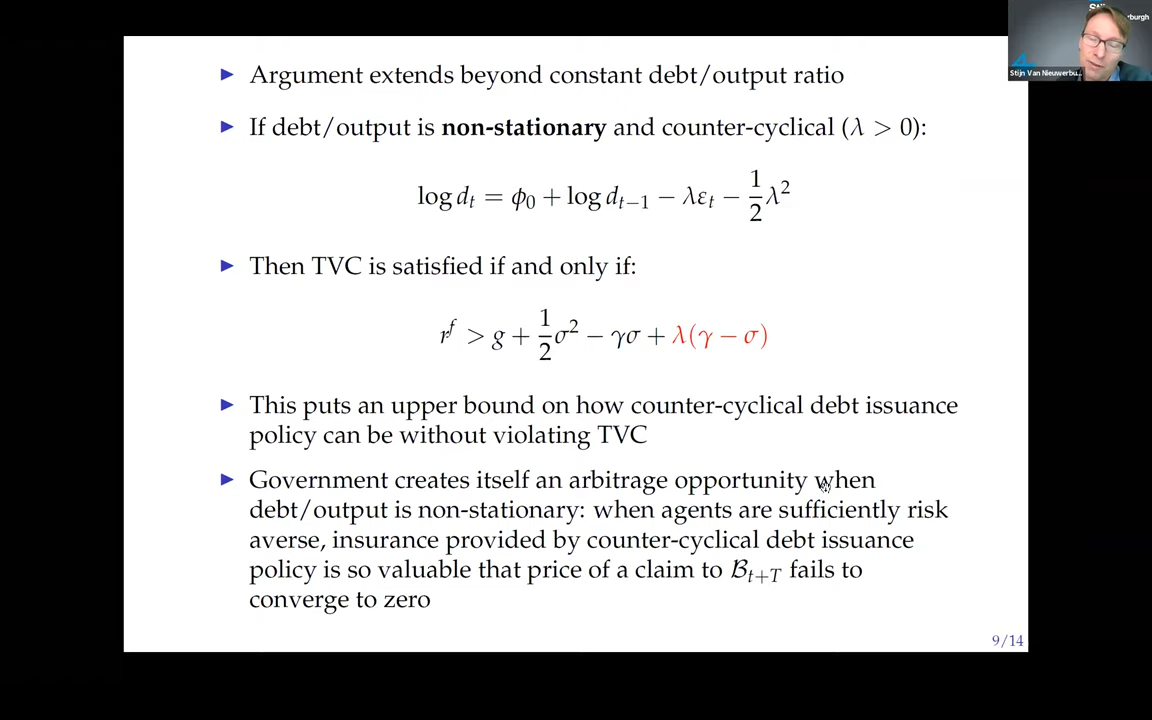 ▶ Argument extends beyond constant debt/output ratio
▶ If debt/output is non-stationary and counter-cyclical (λ > 0):
log d_t = ϕ_0 + log d_{t−1} − λε_t − \frac{1}{2}λ^2
▶ Then TVC is satisfied if and only if:
r^f > g + \frac{1}{2}σ^2 − γσ + λ(γ − σ)
▶ This puts an upper bound on how counter-cyclical debt issuance
policy can be without violating TVC
▶ Government creates itself an arbitrage opportunity when
debt/output is non-stationary: when agents are sufficiently risk
averse, insurance provided by counter-cyclical debt issuance
policy is so valuable that price of a claim to B_{t+T} fails to
converge to zero
9/14
Stijn Van Nieuwerbu...